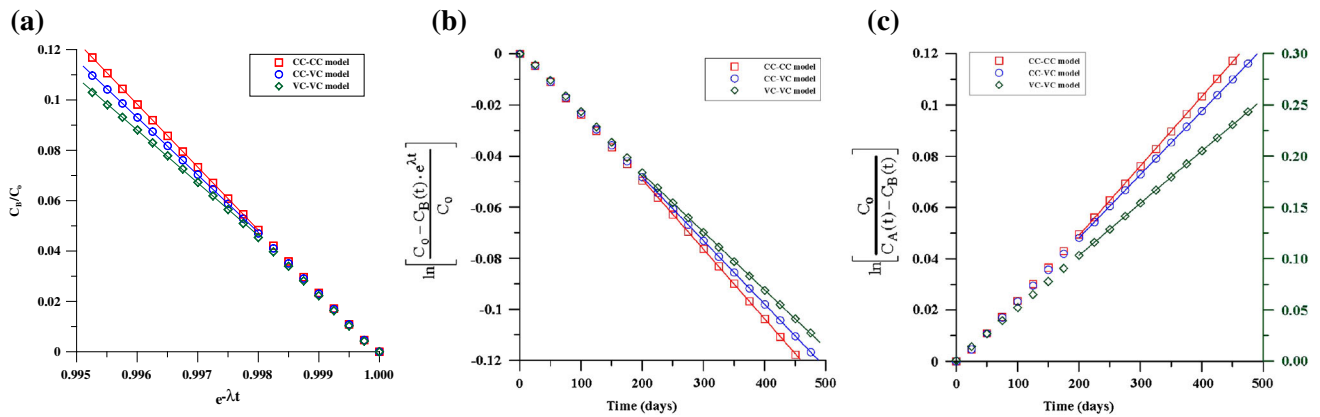 (a)
0.12
0.1
0.08
0.06
0.04
0.02
0
C_B/C_o
CC-CC model
CC-VC model
VC-VC model
0.995
0.996
0.997
0.998
0.999
1.000
e^-λt
(b)
0
-0.02
-0.04
-0.06
-0.08
-0.1
-0.12
ln[(C_o − C_B(t)·e^λt)/C_o]
CC-CC model
CC-VC model
VC-VC model
0
100
200
300
400
500
Time (days)
(c)
0.12
0.1
0.08
0.06
0.04
0.02
0
ln[C_o/(C_A(t) − C_B(t))]
CC-CC model
CC-VC model
VC-VC model
0.30
0.25
0.20
0.15
0.10
0.05
0.00
0
100
200
300
400
500
Time (days)